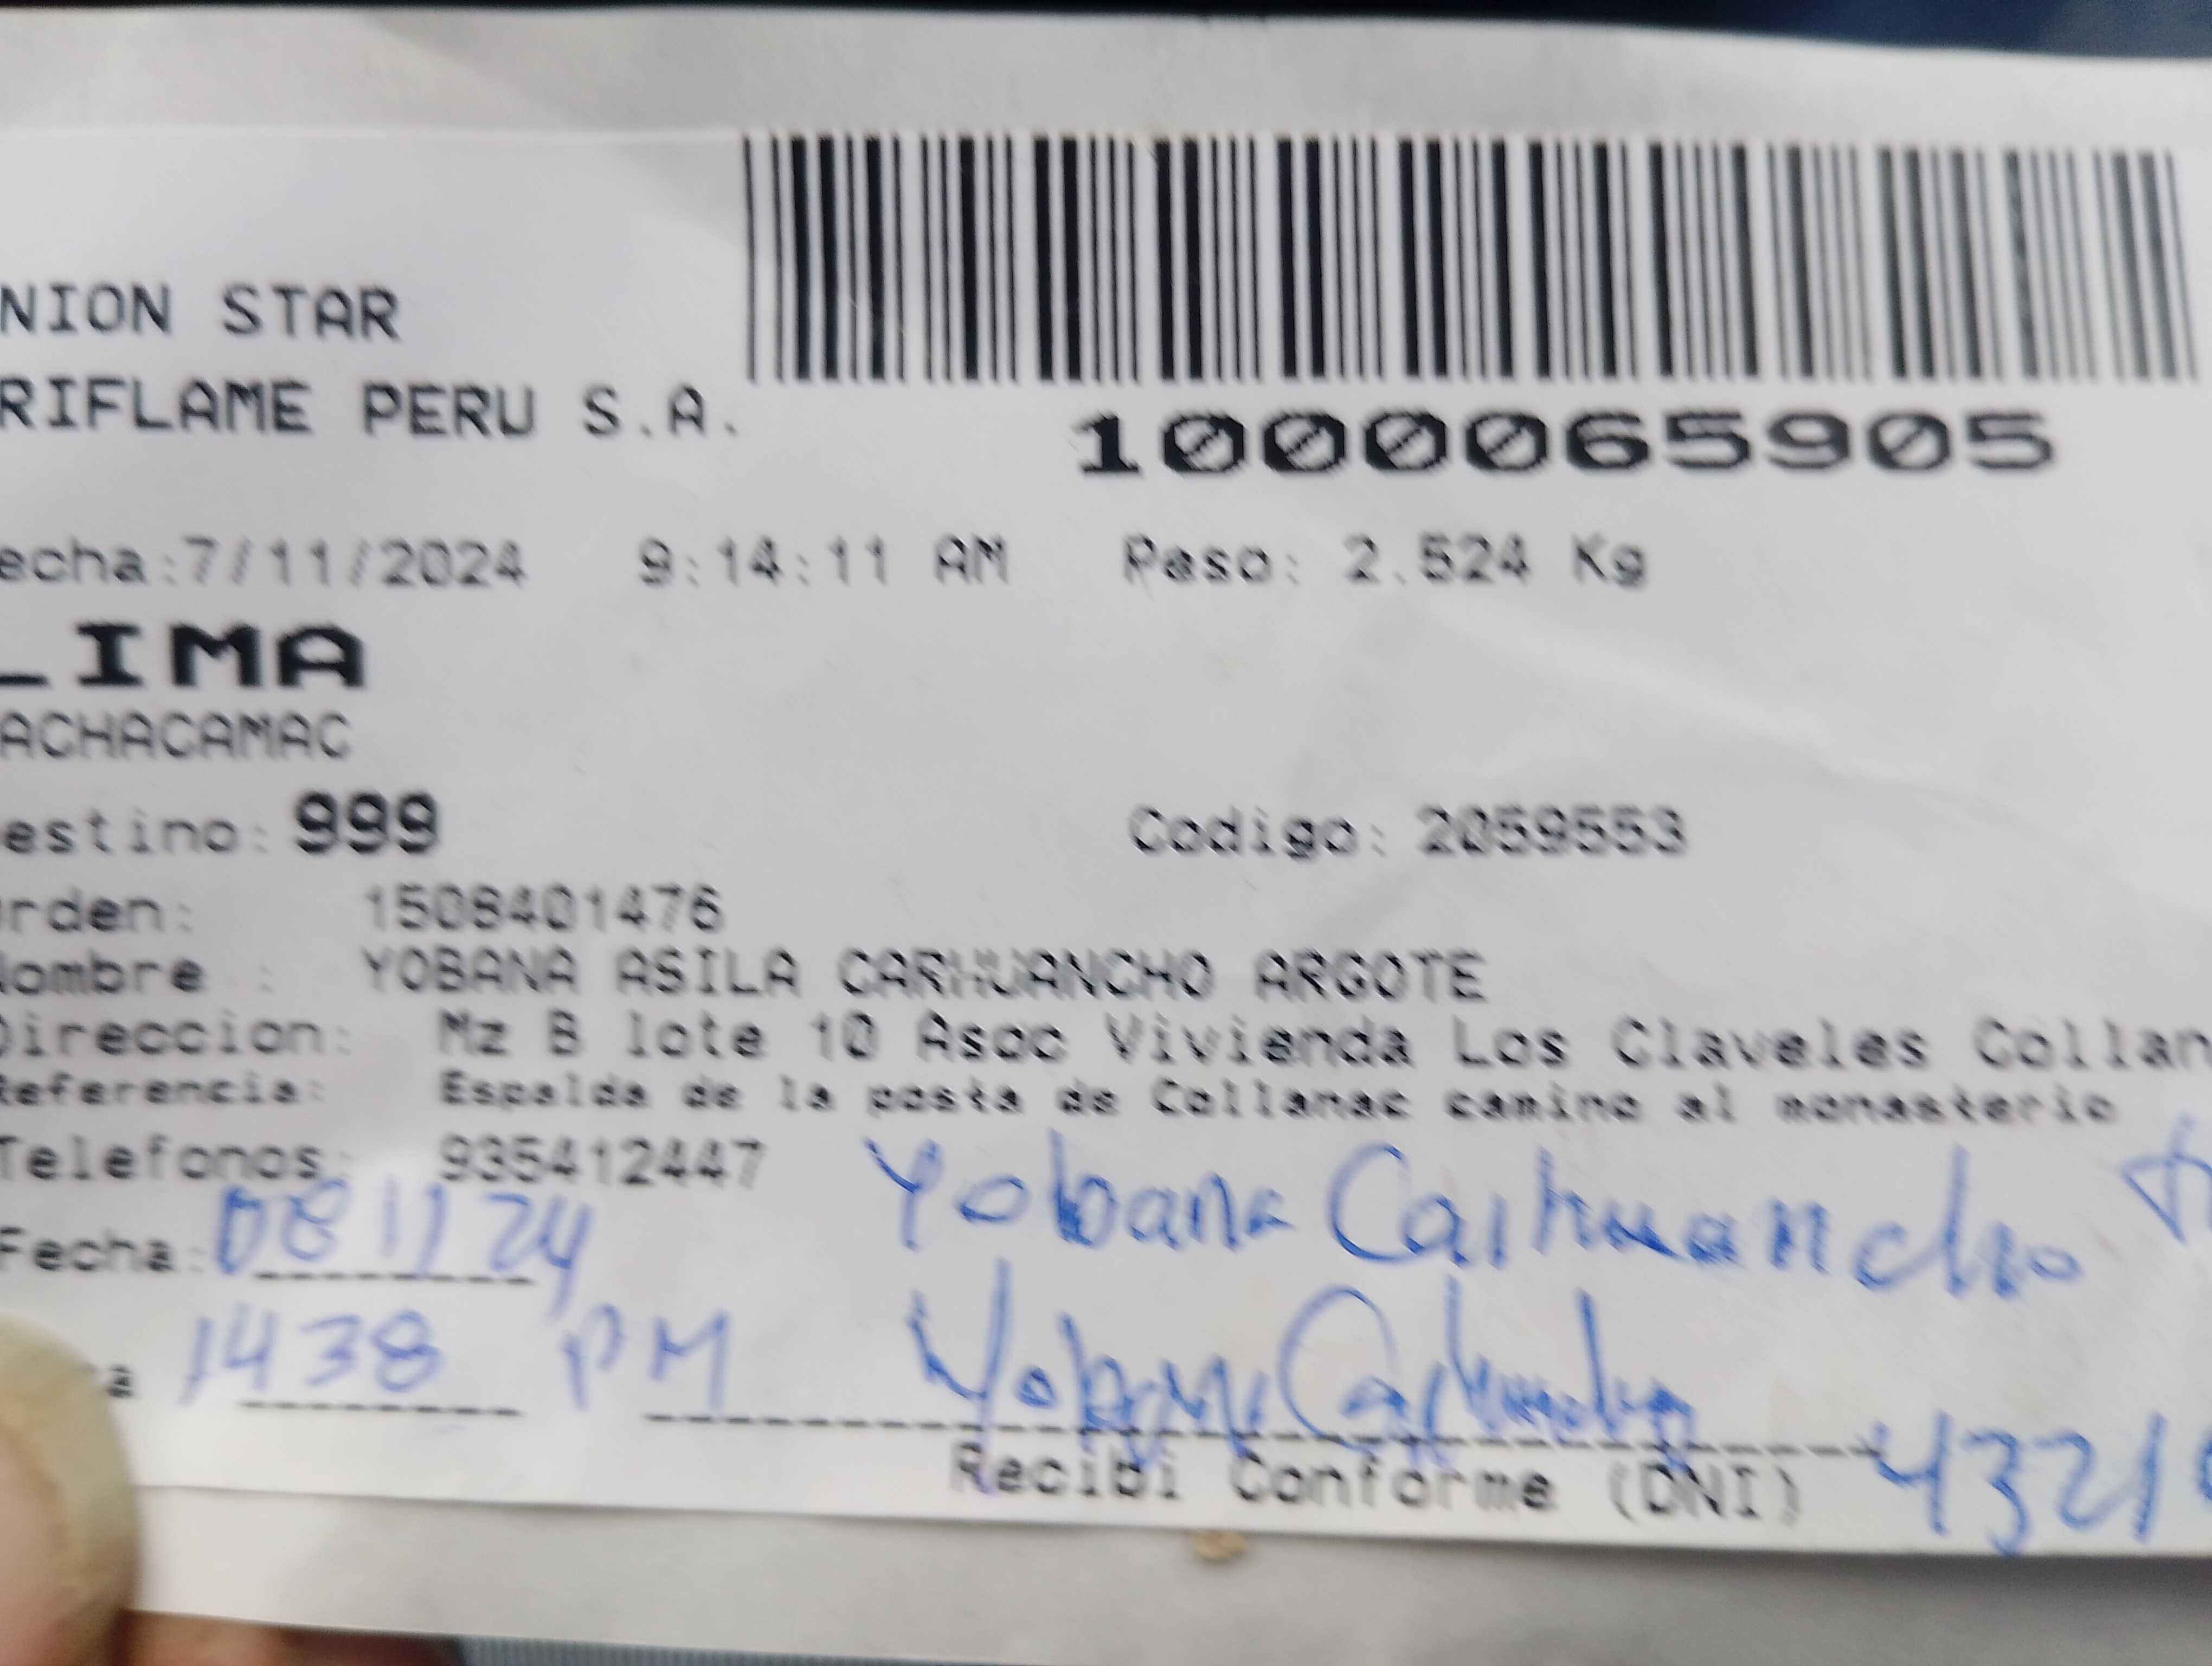 NION STAR
RIFLAME PERU S.A.
1000065905
echa:7/11/2024 9:14:11 AM Peso: 2.524 Kg
LIMA
ACHACAMAC
estino: 999 Codigo: 2059553
rden: 1508401476
Nombre : YOBANA ASILA CARHUANCHO ARGOTE
Direccion: Mz B lote 10 Asoc Vivienda Los Claveles Collan
Referencia: Espalda de la posta de Collanac camino al monasterio
Telefonos: 935412447 Yobana Carhuancho
Fecha: 08 11 24
a 1438 PM Yobana Carhuancho
Recibi Conforme (DNI) 4321